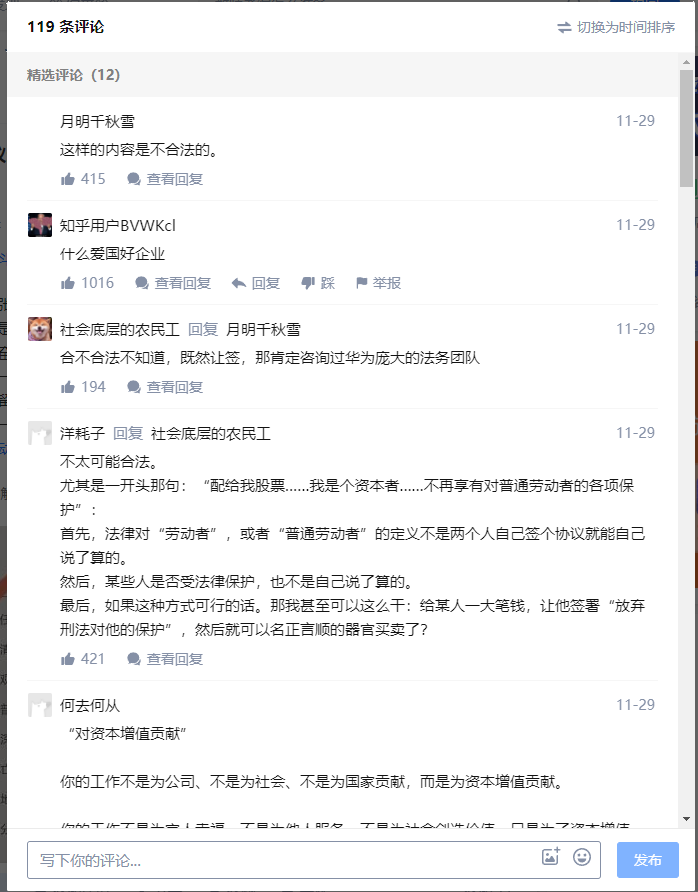 119 条评论
切换为时间排序
精选评论（12）
月明千秋雪
11-29
这样的内容是不合法的。
415 查看回复
知乎用户BVWKcl
11-29
什么爱国好企业
1016 查看回复 回复 踩 举报
社会底层的农民工 回复 月明千秋雪
11-29
合不合法不知道，既然让签，那肯定咨询过华为庞大的法务团队
194 查看回复
洋耗子 回复 社会底层的农民工
11-29
不太可能合法。
尤其是一开头那句：“配给我股票……我是个资本者……不再享有对普通劳动者的各项保
护”：
首先，法律对“劳动者”，或者“普通劳动者”的定义不是两个人自己签个协议就能自己
说了算的。
然后，某些人是否受法律保护，也不是自己说了算的。
最后，如果这种方式可行的话。那我甚至可以这么干：给某人一大笔钱，让他签署“放弃
刑法对他的保护”，然后就可以名正言顺的器官买卖了？
421 查看回复
何去何从
11-29
“对资本增值贡献”
你的工作不是为公司、不是为社会、不是为国家贡献，而是为资本增值贡献。
写下你的评论...
发布